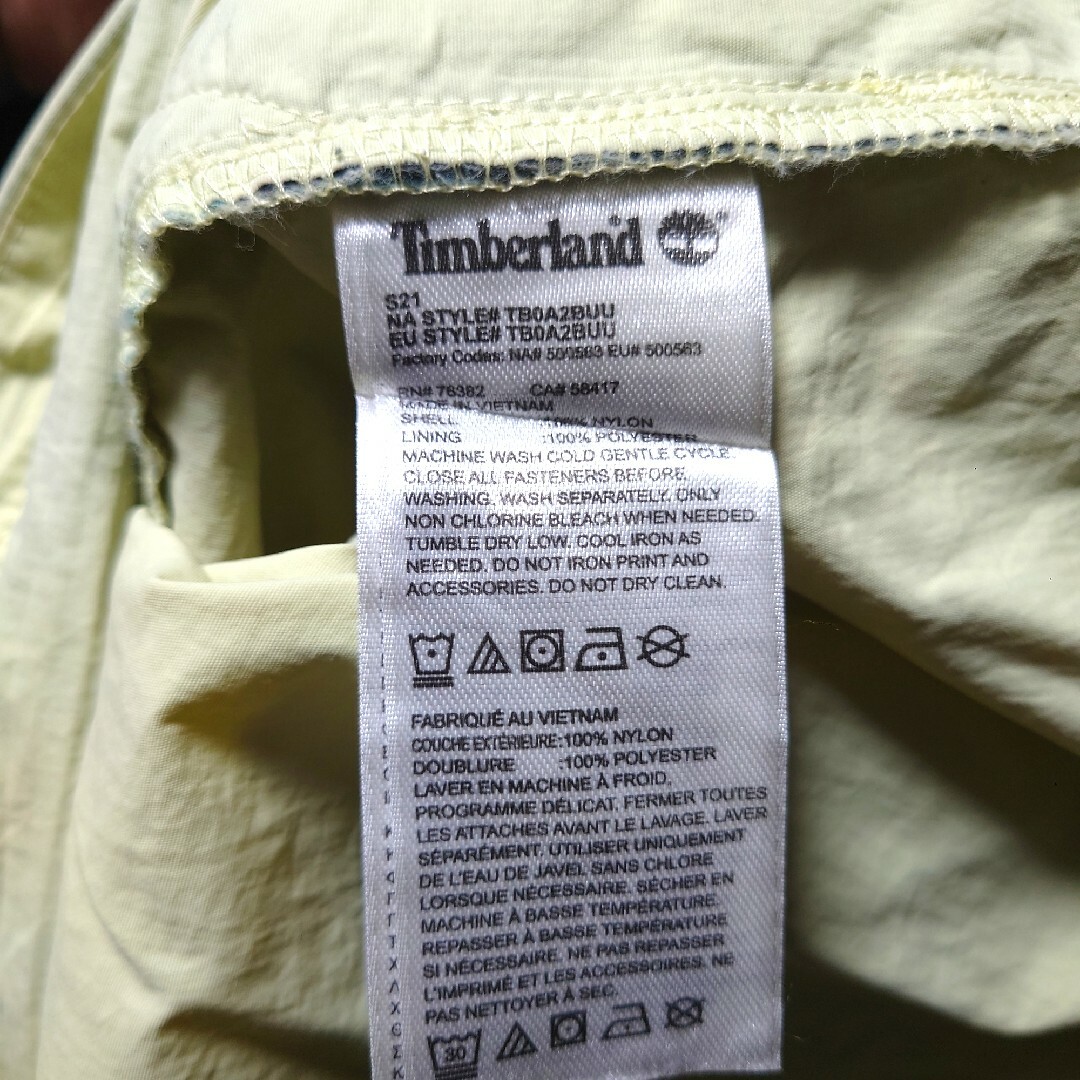 Timberland
S21
NA STYLE# TB0A2BUU
EU STYLE# TB0A2BUU
Factory Codes: NA# 500563 EU# 500563
RN# 76382 CA# 58417
MADE IN VIETNAM
SHELL :100% NYLON
LINING :100% POLYESTER
MACHINE WASH COLD GENTLE CYCLE.
CLOSE ALL FASTENERS BEFORE
WASHING. WASH SEPARATELY. ONLY
NON CHLORINE BLEACH WHEN NEEDED.
TUMBLE DRY LOW. COOL IRON AS
NEEDED. DO NOT IRON PRINT AND
ACCESSORIES. DO NOT DRY CLEAN.
FABRIQUÉ AU VIETNAM
COUCHE EXTÉRIEURE:100% NYLON
DOUBLURE :100% POLYESTER
LAVER EN MACHINE À FROID,
PROGRAMME DÉLICAT. FERMER TOUTES
LES ATTACHES AVANT LE LAVAGE. LAVER
SÉPARÉMENT. UTILISER UNIQUEMENT
DE L'EAU DE JAVEL SANS CHLORE
LORSQUE NÉCESSAIRE. SÉCHER EN
MACHINE À BASSE TEMPÉRATURE.
REPASSER À BASSE TEMPÉRATURE
SI NÉCESSAIRE. NE PAS REPASSER
L'IMPRIMÉ ET LES ACCESSOIRES. NE
PAS NETTOYER À SEC.
30